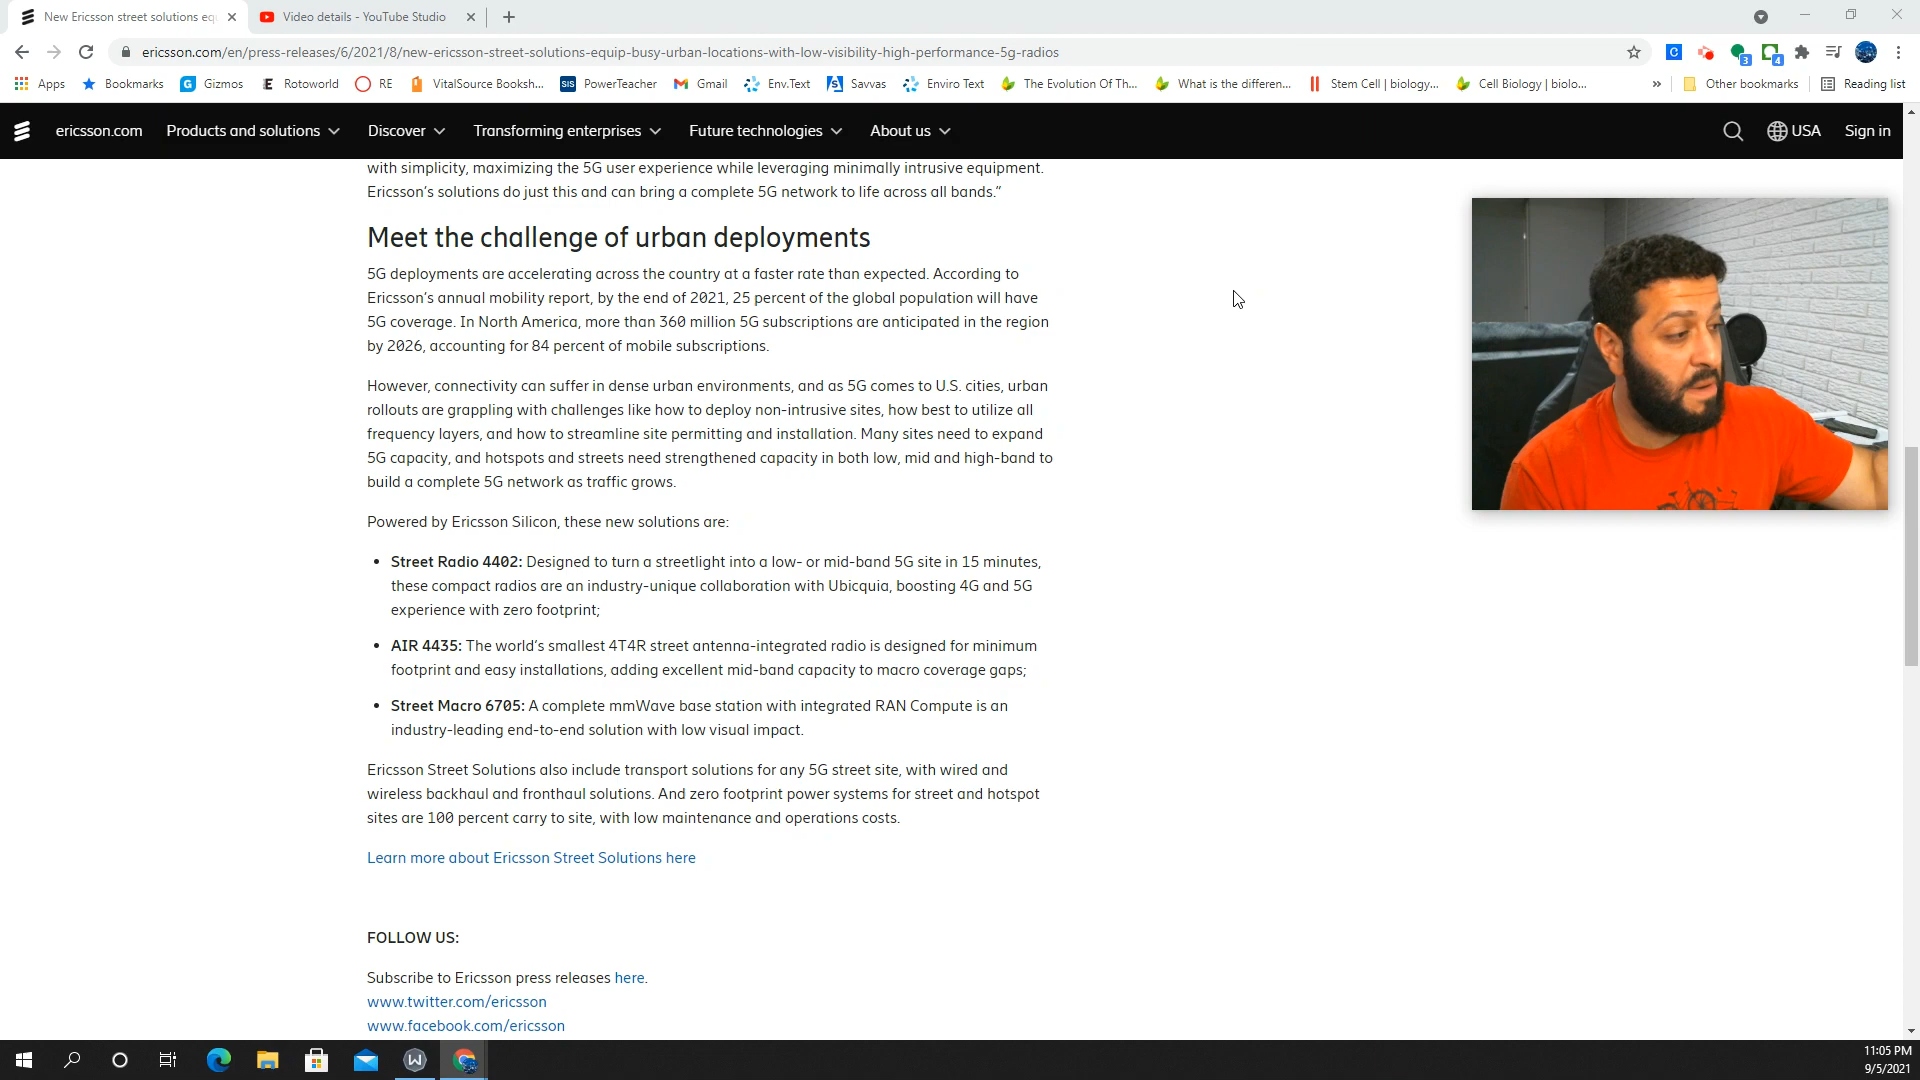 New Ericsson street solutions eq
Video details - YouTube Studio
ericsson.com/en/press-releases/6/2021/8/new-ericsson-street-solutions-equip-busy-urban-locations-with-low-visibility-high-performance-5g-radios
3
4
Apps
Bookmarks
G
Gizmos
E
Rotoworld
RE
VitalSource Booksh...
SIS
PowerTeacher
Gmail
Env.Text
S
Savvas
Enviro Text
The Evolution Of Th...
What is the differen...
Stem Cell | biology...
Cell Biology | biolo...
»
Other bookmarks
Reading list
ericsson.com
Products and solutions
Discover
Transforming enterprises
Future technologies
About us
USA
Sign in
with simplicity, maximizing the 5G user experience while leveraging minimally intrusive equipment.
Ericsson's solutions do just this and can bring a complete 5G network to life across all bands."
Meet the challenge of urban deployments
5G deployments are accelerating across the country at a faster rate than expected. According to
Ericsson's annual mobility report, by the end of 2021, 25 percent of the global population will have
5G coverage. In North America, more than 360 million 5G subscriptions are anticipated in the region
by 2026, accounting for 84 percent of mobile subscriptions.
However, connectivity can suffer in dense urban environments, and as 5G comes to U.S. cities, urban
rollouts are grappling with challenges like how to deploy non-intrusive sites, how best to utilize all
frequency layers, and how to streamline site permitting and installation. Many sites need to expand
5G capacity, and hotspots and streets need strengthened capacity in both low, mid and high-band to
build a complete 5G network as traffic grows.
Powered by Ericsson Silicon, these new solutions are:
• Street Radio 4402: Designed to turn a streetlight into a low- or mid-band 5G site in 15 minutes,
these compact radios are an industry-unique collaboration with Ubicquia, boosting 4G and 5G
experience with zero footprint;
• AIR 4435: The world's smallest 4T4R street antenna-integrated radio is designed for minimum
footprint and easy installations, adding excellent mid-band capacity to macro coverage gaps;
• Street Macro 6705: A complete mmWave base station with integrated RAN Compute is an
industry-leading end-to-end solution with low visual impact.
Ericsson Street Solutions also include transport solutions for any 5G street site, with wired and
wireless backhaul and fronthaul solutions. And zero footprint power systems for street and hotspot
sites are 100 percent carry to site, with low maintenance and operations costs.
Learn more about Ericsson Street Solutions here
FOLLOW US:
Subscribe to Ericsson press releases here.
www.twitter.com/ericsson
www.facebook.com/ericsson
11:05 PM
9/5/2021